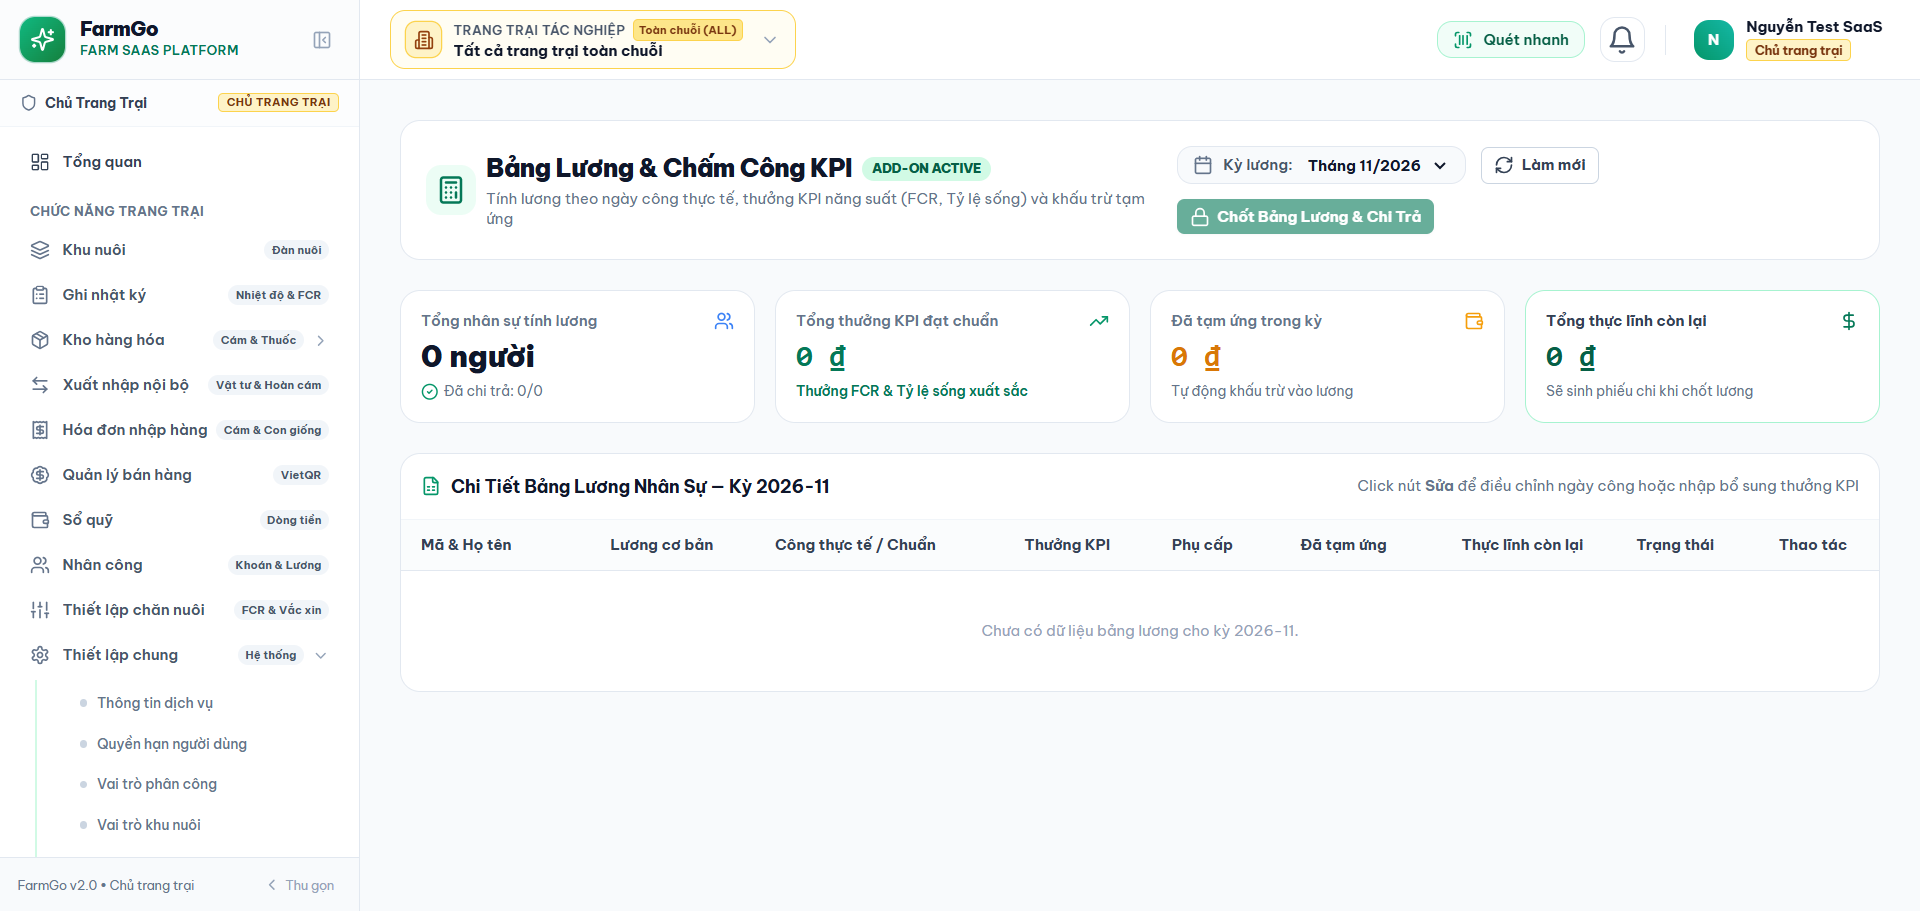 FarmGo
FARM SAAS PLATFORM
TRANG TRẠI TÁC NGHIỆP Toàn chuỗi (ALL)
Tất cả trang trại toàn chuỗi
Quét nhanh
N
Nguyễn Test SaaS
Chủ trang trại
Chủ Trang Trại CHỦ TRANG TRẠI
Tổng quan
CHỨC NĂNG TRANG TRẠI
Khu nuôi Đàn nuôi
Ghi nhật ký Nhiệt độ & FCR
Kho hàng hóa Cám & Thuốc
Xuất nhập nội bộ Vật tư & Hoàn cám
Hóa đơn nhập hàng Cám & Con giống
Quản lý bán hàng VietQR
Sổ quỹ Dòng tiền
Nhân công Khoán & Lương
Thiết lập chăn nuôi FCR & Vắc xin
Thiết lập chung Hệ thống
Thông tin dịch vụ
Quyền hạn người dùng
Vai trò phân công
Vai trò khu nuôi
FarmGo v2.0 • Chủ trang trại Thu gọn
Bảng Lương & Chấm Công KPI ADD-ON ACTIVE
Tính lương theo ngày công thực tế, thưởng KPI năng suất (FCR, Tỷ lệ sống) và khấu trừ tạm
ứng
Kỳ lương: Tháng 11/2026 Làm mới
Chốt Bảng Lương & Chi Trả
Tổng nhân sự tính lương
0 người
Đã chi trả: 0/0
Tổng thưởng KPI đạt chuẩn
0 ₫
Thưởng FCR & Tỷ lệ sống xuất sắc
Đã tạm ứng trong kỳ
0 ₫
Tự động khấu trừ vào lương
Tổng thực lĩnh còn lại
0 ₫
Sẽ sinh phiếu chi khi chốt lương
Chi Tiết Bảng Lương Nhân Sự — Kỳ 2026-11
Click nút Sửa để điều chỉnh ngày công hoặc nhập bổ sung thưởng KPI
Mã & Họ tên Lương cơ bản Công thực tế / Chuẩn Thưởng KPI Phụ cấp Đã tạm ứng Thực lĩnh còn lại Trạng thái Thao tác
Chưa có dữ liệu bảng lương cho kỳ 2026-11.